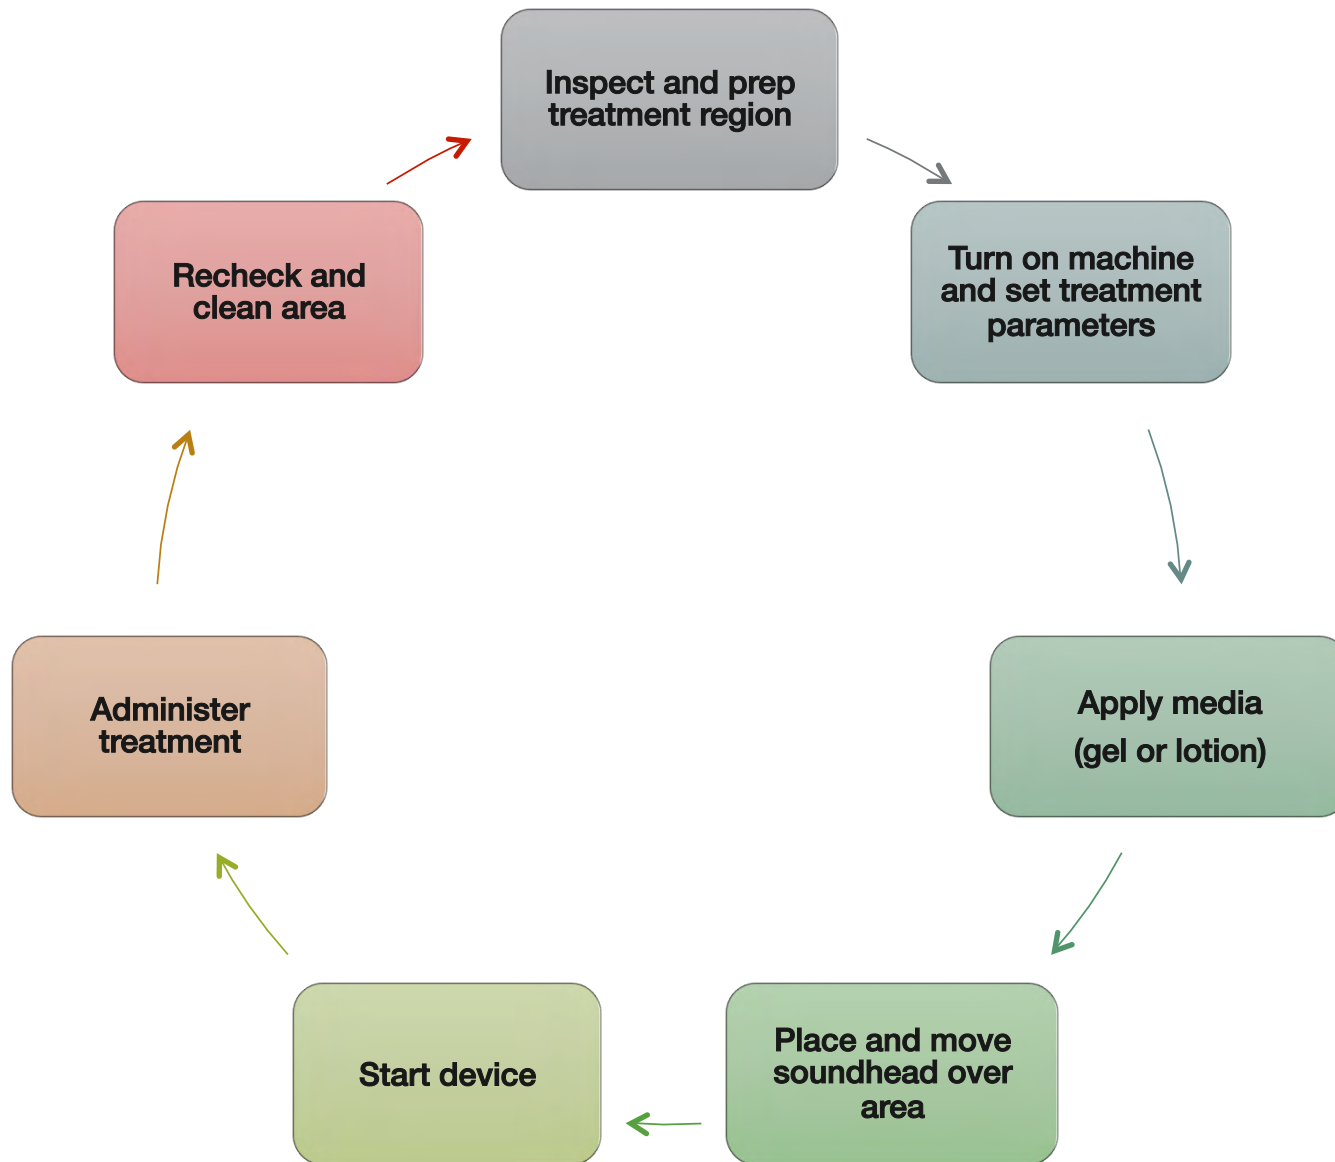 Inspect and prep
treatment region
Turn on machine
and set treatment
parameters
Apply media
(gel or lotion)
Place and move
soundhead over
area
Start device
Administer
treatment
Recheck and
clean area